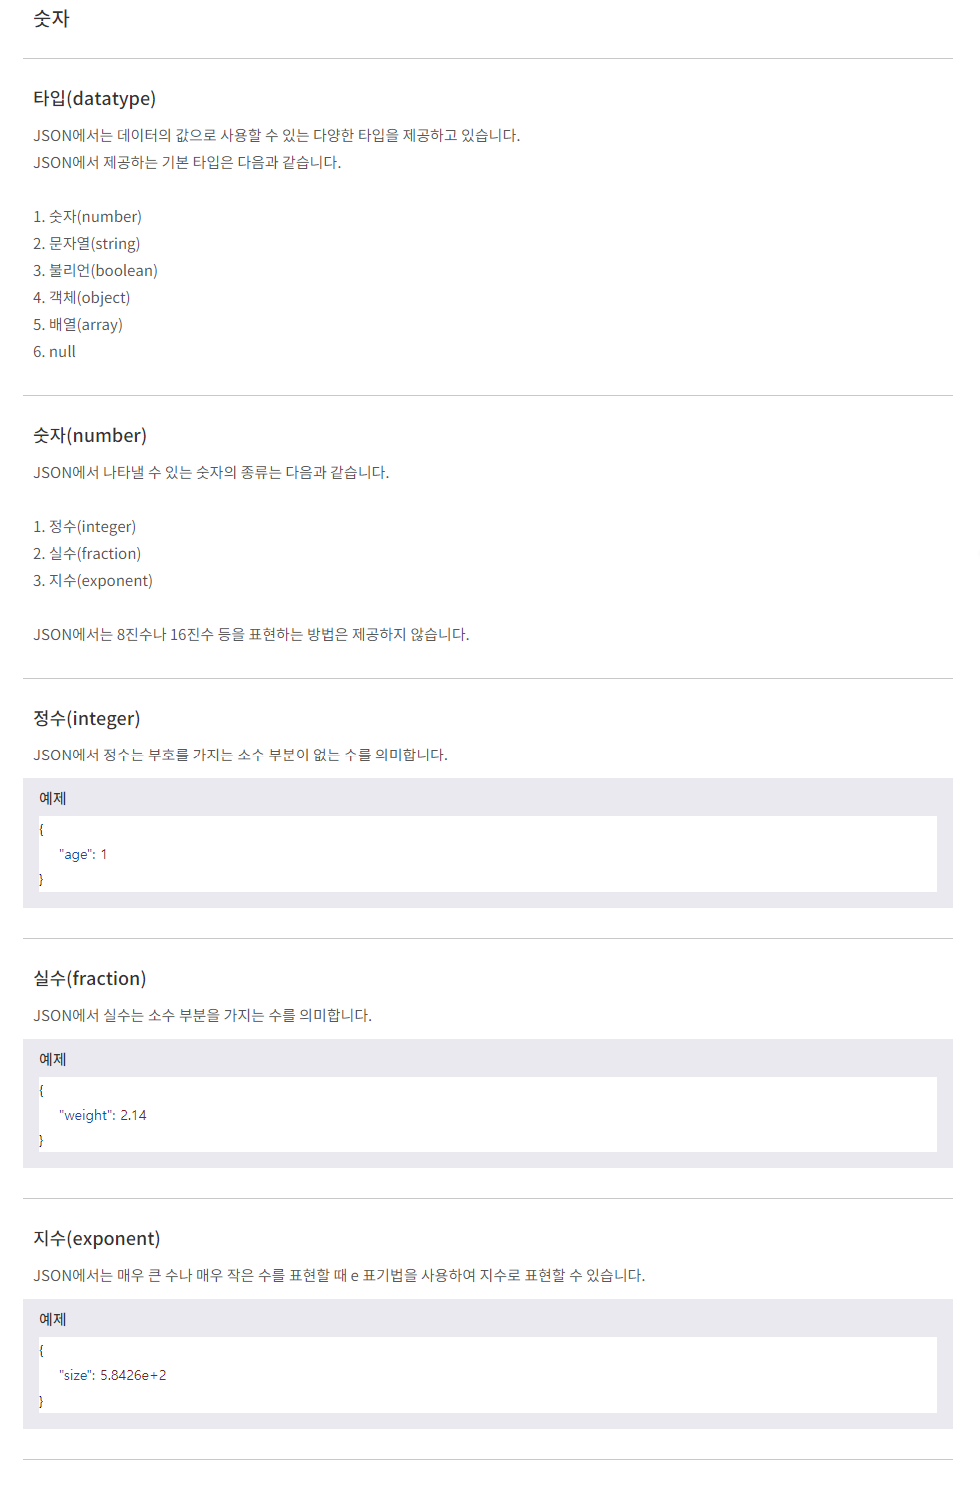 숫자
타입(datatype)
JSON에서는 데이터의 값으로 사용할 수 있는 다양한 타입을 제공하고 있습니다.
JSON에서 제공하는 기본 타입은 다음과 같습니다.
1. 숫자(number)
2. 문자열(string)
3. 불리언(boolean)
4. 객체(object)
5. 배열(array)
6. null
숫자(number)
JSON에서 나타낼 수 있는 숫자의 종류는 다음과 같습니다.
1. 정수(integer)
2. 실수(fraction)
3. 지수(exponent)
JSON에서는 8진수나 16진수 등을 표현하는 방법은 제공하지 않습니다.
정수(integer)
JSON에서 정수는 부호를 가지는 소수 부분이 없는 수를 의미합니다.
예제
{
"age": 1
}
실수(fraction)
JSON에서 실수는 소수 부분을 가지는 수를 의미합니다.
예제
{
"weight": 2.14
}
지수(exponent)
JSON에서는 매우 큰 수나 매우 작은 수를 표현할 때 e 표기법을 사용하여 지수로 표현할 수 있습니다.
예제
{
"size": 5.8426e+2
}